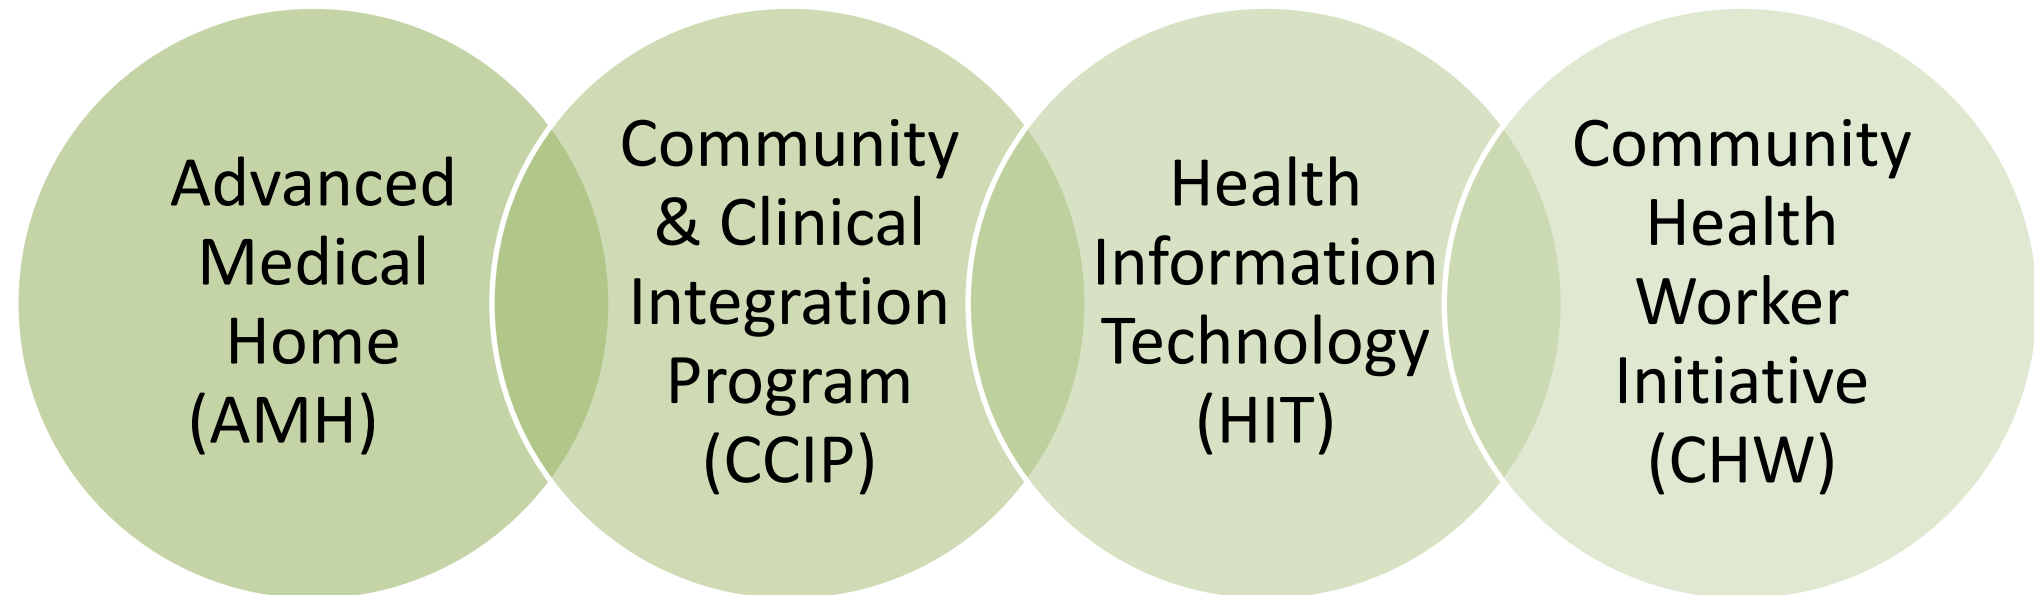 Advanced
Medical
Home
(AMH)
Community
& Clinical
Integration
Program
(CCIP)
Health
Information
Technology
(HIT)
Community
Health
Worker
Initiative
(CHW)